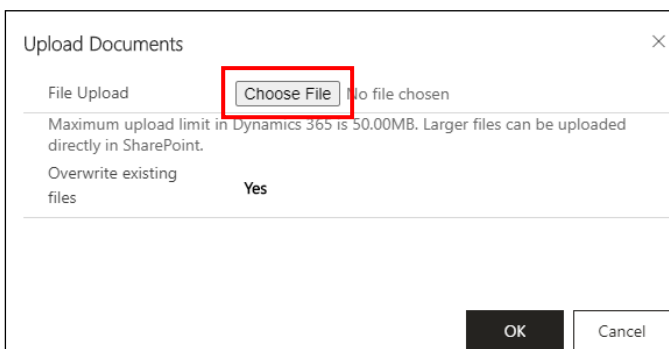 Upload Documents
File Upload Choose File No file chosen
Maximum upload limit in Dynamics 365 is 50.00MB. Larger files can be uploaded
directly in SharePoint.
Overwrite existing
files Yes
OK Cancel